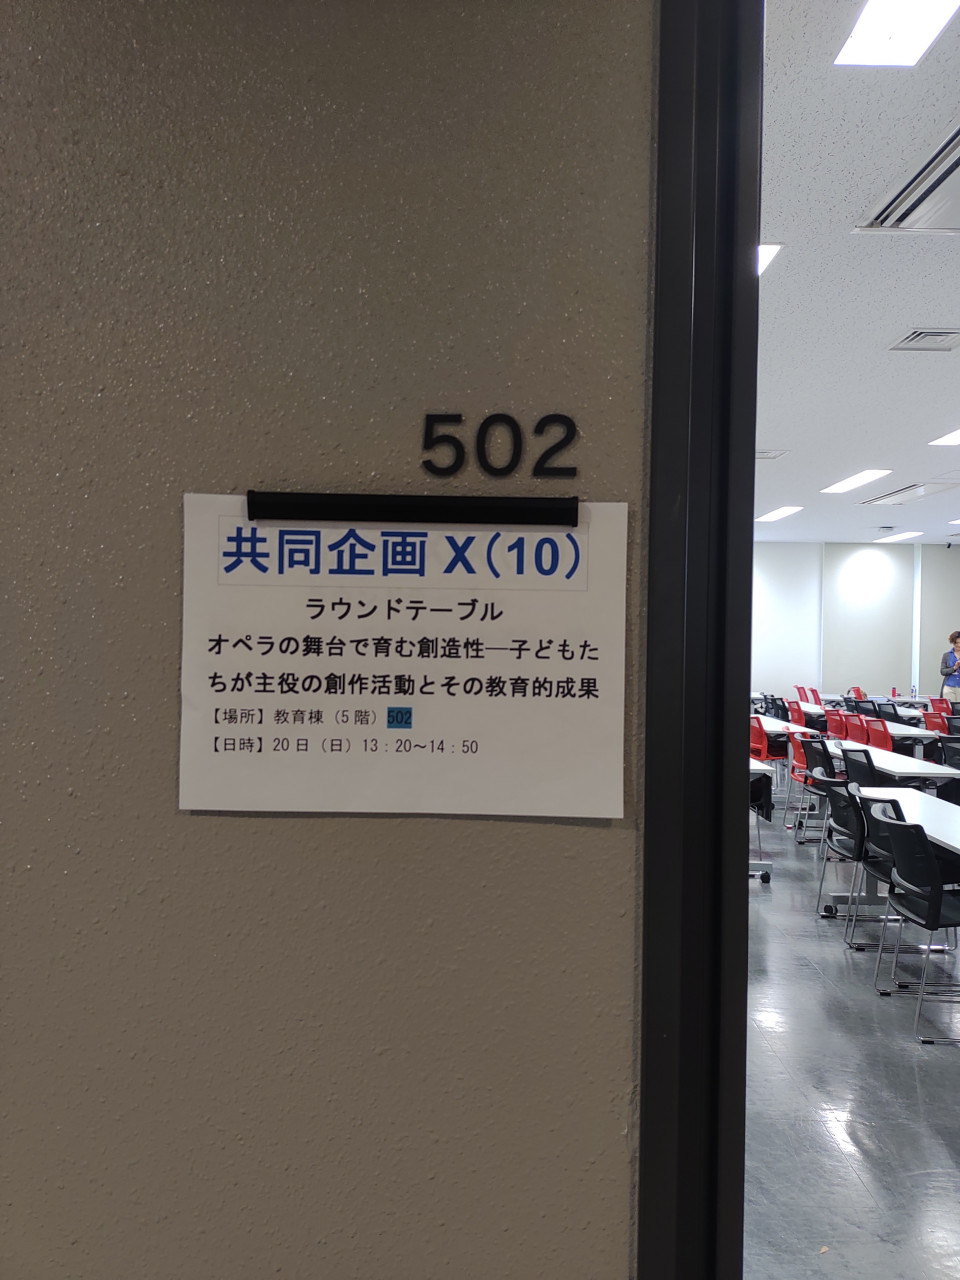 502
共同企画 X(10)
ラウンドテーブル
オペラの舞台で育む創造性―子どもた
ちが主役の創作活動とその教育的成果
【場所】教育棟（5 階）502
【日時】20 日（日）13：20～14：50